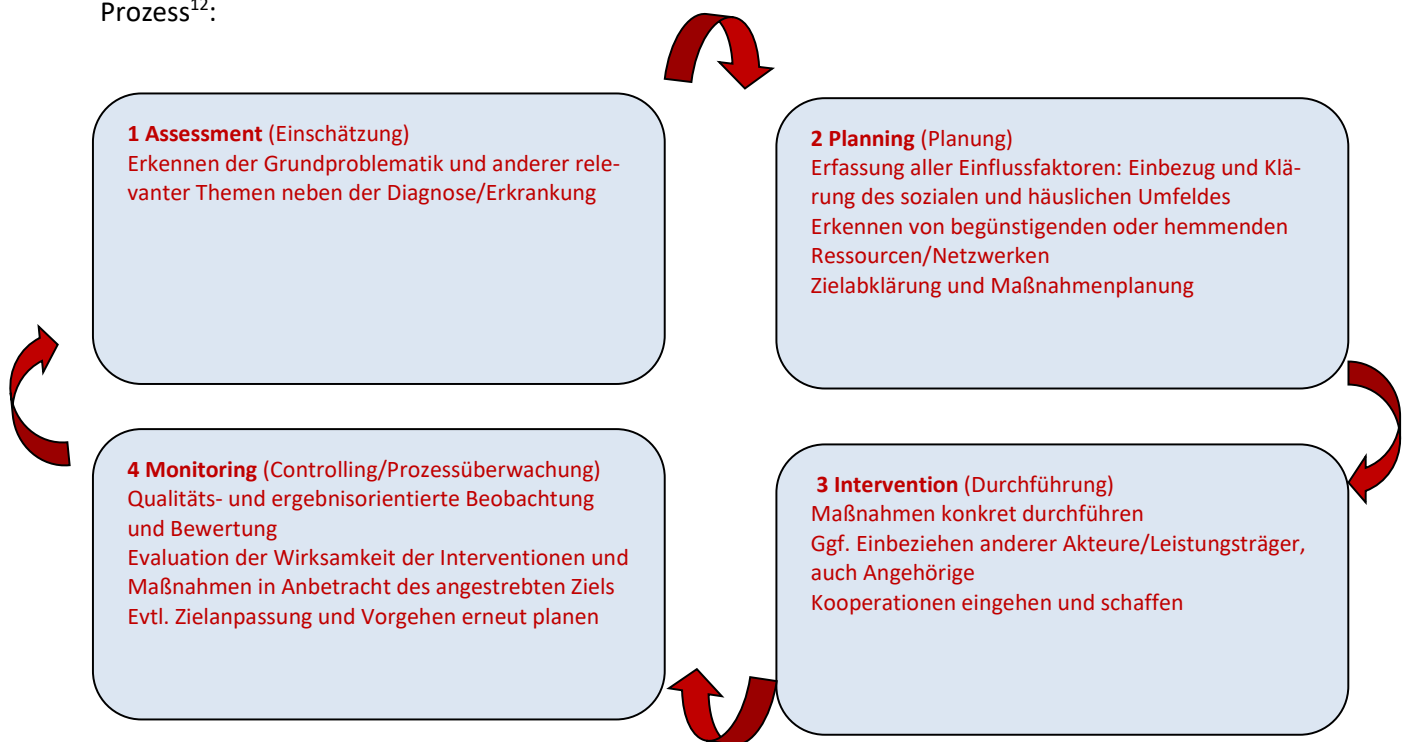 Prozess12:
1 Assessment (Einschätzung)
Erkennen der Grundproblematik und anderer rele-
vanter Themen neben der Diagnose/Erkrankung
2 Planning (Planung)
Erfassung aller Einflussfaktoren: Einbezug und Klä-
rung des sozialen und häuslichen Umfeldes
Erkennen von begünstigenden oder hemmenden
Ressourcen/Netzwerken
Zielabklärung und Maßnahmenplanung
3 Intervention (Durchführung)
Maßnahmen konkret durchführen
Ggf. Einbeziehen anderer Akteure/Leistungsträger,
auch Angehörige
Kooperationen eingehen und schaffen
4 Monitoring (Controlling/Prozessüberwachung)
Qualitäts- und ergebnisorientierte Beobachtung
und Bewertung
Evaluation der Wirksamkeit der Interventionen und
Maßnahmen in Anbetracht des angestrebten Ziels
Evtl. Zielanpassung und Vorgehen erneut planen